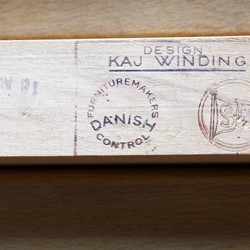 DESIGN:
KAJ WINDING
FURNITUREMAKERS
DANISH
CONTROL